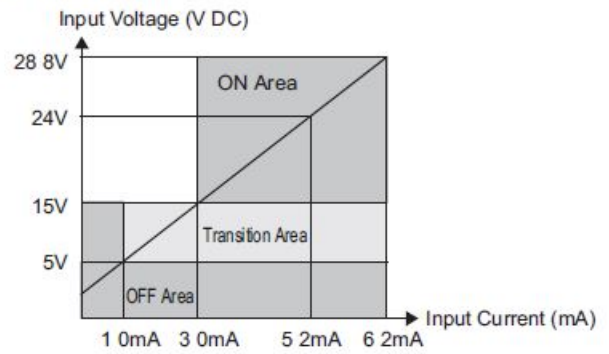 Input Voltage (V DC)
28 8V
ON Area
24V
15V
Transition Area
5V
OFF Area
Input Current (mA)
1 0mA 3 0mA 5 2mA 6 2mA